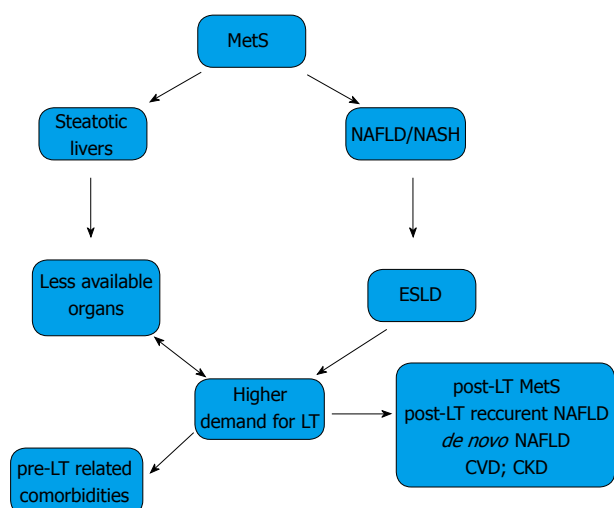 MetS
Steatotic
livers
NAFLD/NASH
Less available
organs
ESLD
Higher
demand for LT
post-LT MetS
post-LT reccurent NAFLD
de novo NAFLD
CVD; CKD
pre-LT related
comorbidities